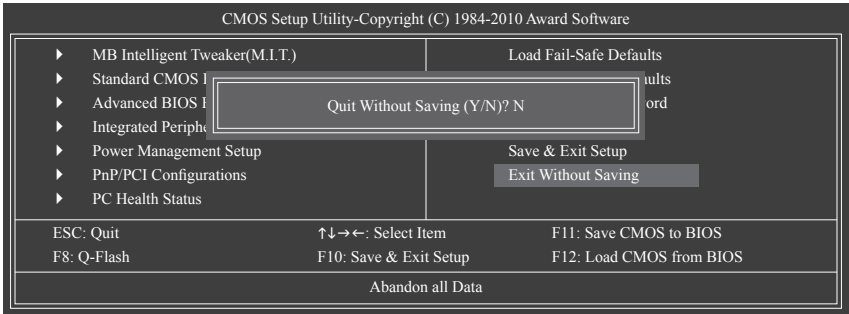 CMOS Setup Utility-Copyright (C) 1984-2010 Award Software
MB Intelligent Tweaker(M.I.T.)
Load Fail-Safe Defaults
Standard CMOS
Advanced BIOS
Quit Without Saving (Y/N)? N
Integrated
Power Management Setup
Save & Exit Setup
PnP/PCI Configurations
Exit Without Saving
PC Health Status
ESC: Quit ↑↓→←: Select Item F11: Save CMOS to BIOS
F8: Q-Flash F10: Save & Exit Setup F12: Load CMOS from BIOS
Abandon all Data